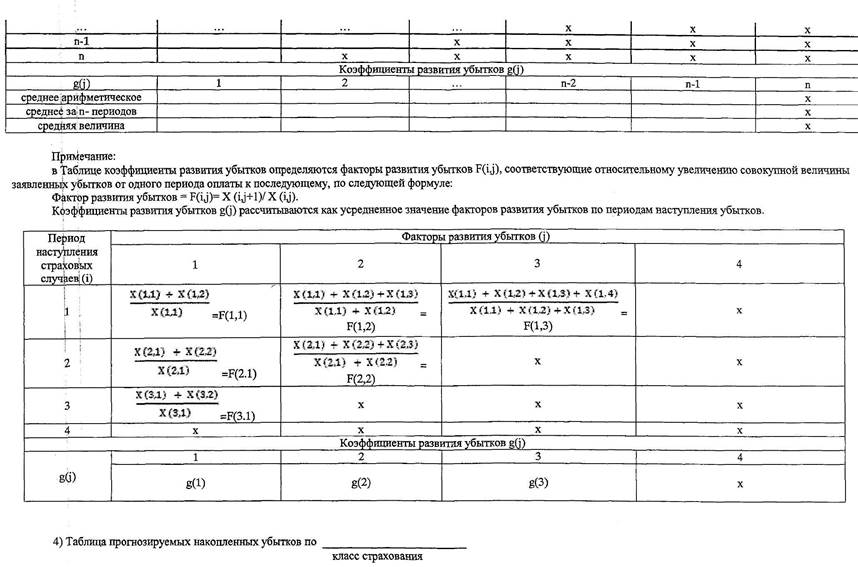 ... ... ... ... x x x
n-1 x x x x
n x x x x x
Коэффициенты развития убытков g(j)
g(j) 1 2 ... n-2 n-1 n
среднее арифметическое x
среднее за n- периодов x
средняя величина x
Примечание:
в Таблице коэффициенты развития убытков определяются факторы развития убытков F(i,j), соответствующие относительному увеличению совокупной величины
заявленных убытков от одного периода оплаты к последующему, по следующей формуле:
Фактор развития убытков = F(i,j)= X (i,j+1)/ X (i,j).
Коэффициенты развития убытков g(j) рассчитываются как усредненное значение факторов развития убытков по периодам наступления убытков.
Период наступления страховых случаев (i)
Факторы развития убытков (j)
1 2 3 4
1
X (1,1) + X (1,2)
X (1,1) =F(1,1)
X (1,1) + X (1,2) + X (1,3)
X (1,1) + X (1,2) =
F(1,2)
X(1,1) + X (1,2) + X (1,3) + X (1,4)
X (1,1) + X (1,2) + X (1,3) =
F(1,3)
x
2
X (2,1) + X (2,2)
X (2,1) =F(2.1)
X (2,1) + X (2,2) + X (2,3)
X (2,1) + X (2,2) =
F(2,2)
x x
3
X (3,1) + X (3,2)
X (3,1) =F(3.1)
x x x
4 x x x x
Коэффициенты развития убытков g(j)
g(j)
1 2 3 4
g(1) g(2) g(3) x
4) Таблица прогнозируемых накопленных убытков по
класс страхования